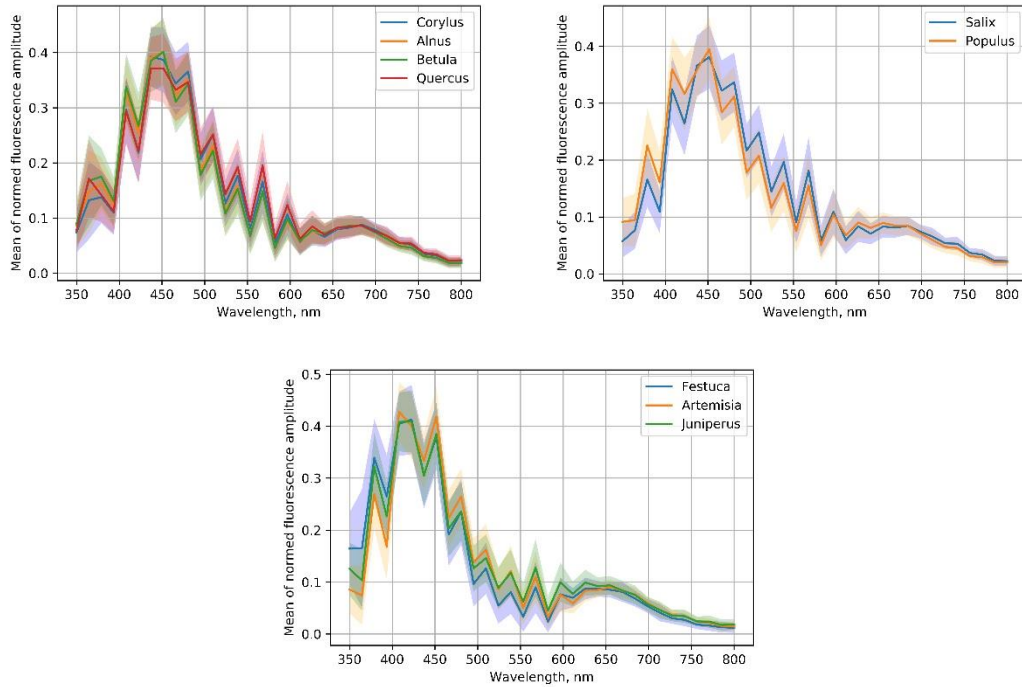 Mean of normed fluorescence amplitude
0.4
0.3
0.2
0.1
0.0
Corylus
Alnus
Betula
Quercus
350 400 450 500 550 600 650 700 750 800
Wavelength, nm
Mean of normed fluorescence amplitude
0.4
0.3
0.2
0.1
0.0
Salix
Populus
350 400 450 500 550 600 650 700 750 800
Wavelength, nm
Mean of normed fluorescence amplitude
0.5
0.4
0.3
0.2
0.1
0.0
Festuca
Artemisia
Juniperus
350 400 450 500 550 600 650 700 750 800
Wavelength, nm